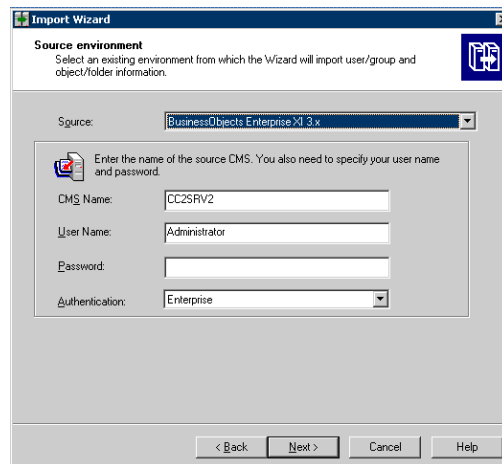 Import Wizard
Source environment
Select an existing environment from which the Wizard will import user/group and
object/folder information.
Source:
BusinessObjects Enterprise XI 3.x
Enter the name of the source CMS. You also need to specify your user name
and password.
CMS Name:
CC2SRV2
User Name:
Administrator
Password:
Authentication:
Enterprise
< Back
Next >
Cancel
Help